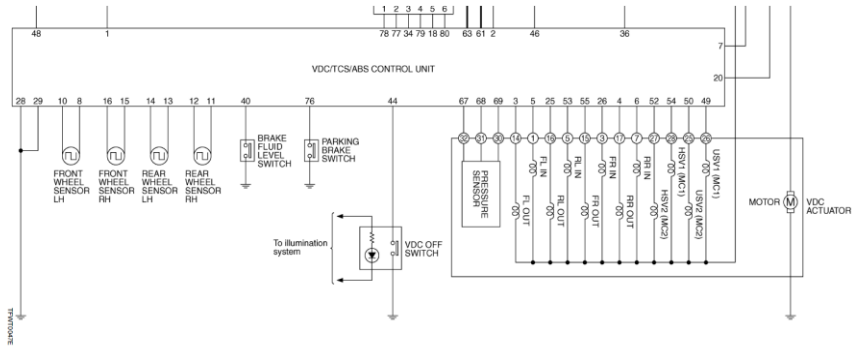 1 2 3 4 5 6
48 1 78 77 34 79 18 80 63 61 2 46 36
7
VDC/TCS/ABS CONTROL UNIT
20
28 29 10 8 16 15 14 13 12 11 40 76 44 67 68 69 3 5 25 53 55 26 4 6 52 54 50 49
32 31 30 14 1 16 5 15 3 17 7 27 28 25 26
FRONT
WHEEL
SENSOR
LH
FRONT
WHEEL
SENSOR
RH
REAR
WHEEL
SENSOR
LH
REAR
WHEEL
SENSOR
RH
BRAKE
FLUID
LEVEL
SWITCH
PARKING
BRAKE
SWITCH
PRESSURE
SENSOR
FL OUT
FL IN
RL OUT
RL IN
FR OUT
FR IN
RR OUT
RR IN
HSV2 (MC2)
HSV1 (MC1)
USV2 (MC2)
USV1 (MC1)
MOTOR M
VDC
ACTUATOR
To illumination
system
VDC OFF
SWITCH